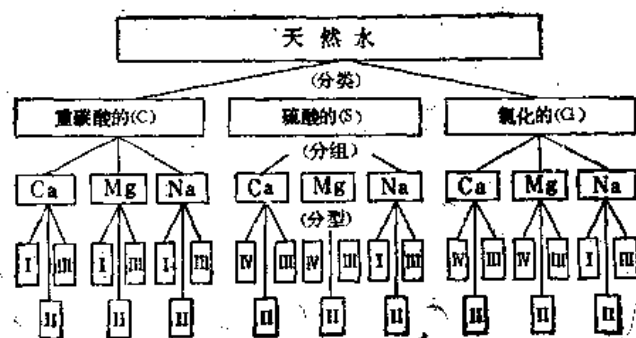 天然水
(分类)
重碳酸的(C) 硫酸的(S) 氯化的(Cl)
(分组)
Ca Mg Na Ca Mg Na Ca Mg Na
(分型)
I III I III I III IV III IV III I III IV III IV III I III
II II II II II II II II II